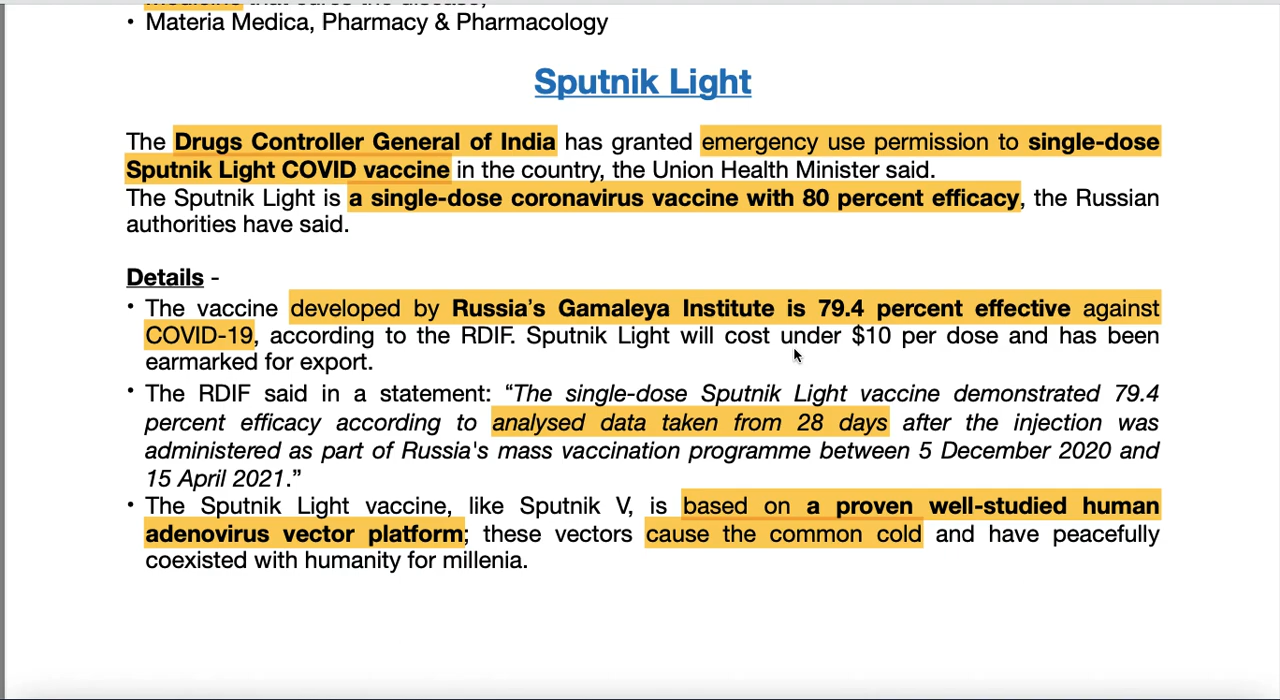 • Materia Medica, Pharmacy & Pharmacology
Sputnik Light
The Drugs Controller General of India has granted emergency use permission to single-dose
Sputnik Light COVID vaccine in the country, the Union Health Minister said.
The Sputnik Light is a single-dose coronavirus vaccine with 80 percent efficacy, the Russian
authorities have said.
Details -
• The vaccine developed by Russia's Gamaleya Institute is 79.4 percent effective against
COVID-19, according to the RDIF. Sputnik Light will cost under $10 per dose and has been
earmarked for export.
• The RDIF said in a statement: “The single-dose Sputnik Light vaccine demonstrated 79.4
percent efficacy according to analysed data taken from 28 days after the injection was
administered as part of Russia's mass vaccination programme between 5 December 2020 and
15 April 2021.”
• The Sputnik Light vaccine, like Sputnik V, is based on a proven well-studied human
adenovirus vector platform; these vectors cause the common cold and have peacefully
coexisted with humanity for millenia.